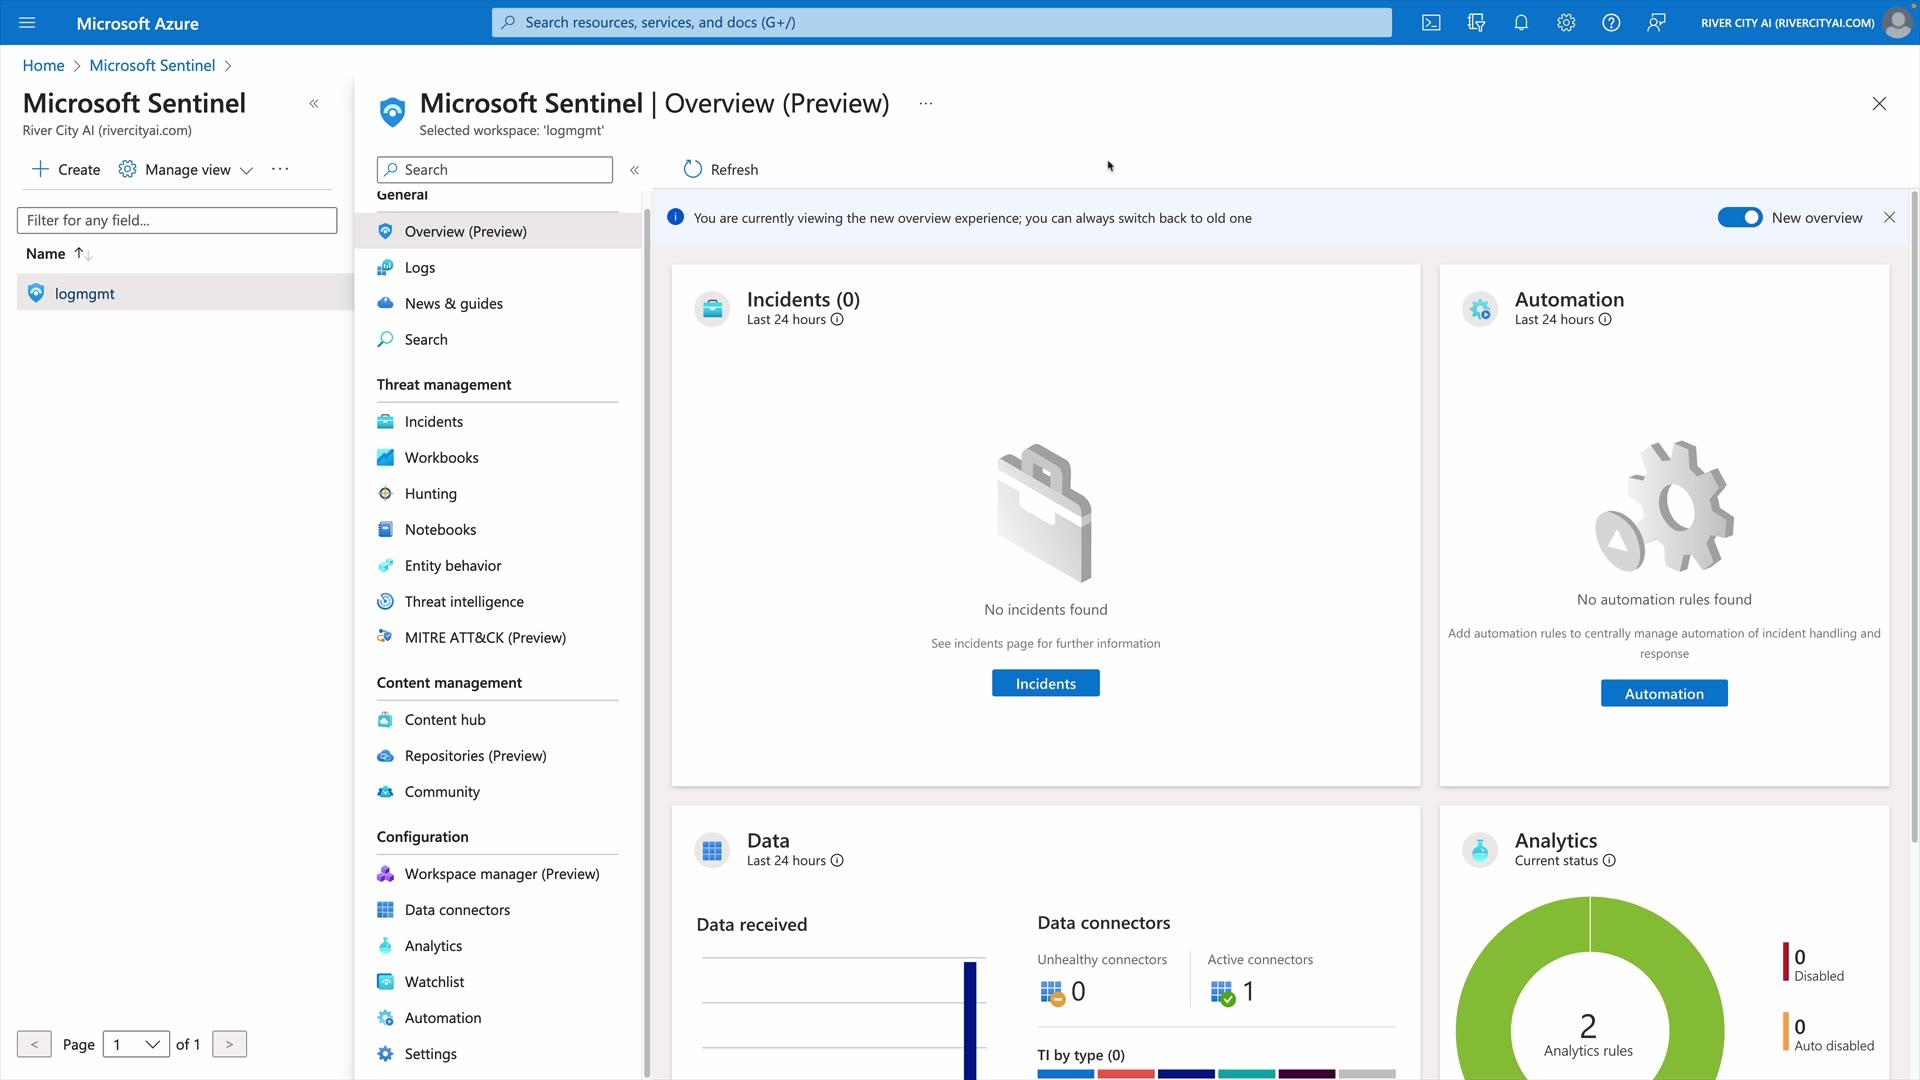 Microsoft Azure
Search resources, services, and docs (G+/)
RIVER CITY AI (RIVERCITYAI.COM)
Home > Microsoft Sentinel >
Microsoft Sentinel
River City AI (rivercityai.com)
+ Create
Manage view
...
Filter for any field...
Name
logmgmt
< Page 1 of 1 >
Microsoft Sentinel | Overview (Preview)
...
Selected workspace: 'logmgmt'
Search
General
Overview (Preview)
Logs
News & guides
Search
Threat management
Incidents
Workbooks
Hunting
Notebooks
Entity behavior
Threat intelligence
MITRE ATT&CK (Preview)
Content management
Content hub
Repositories (Preview)
Community
Configuration
Workspace manager (Preview)
Data connectors
Analytics
Watchlist
Automation
Settings
Refresh
You are currently viewing the new overview experience; you can always switch back to old one
New overview
Incidents (0)
Last 24 hours
No incidents found
See incidents page for further information
Incidents
Automation
Last 24 hours
No automation rules found
Add automation rules to centrally manage automation of incident handling and
response
Automation
Data
Last 24 hours
Data received
Data connectors
Unhealthy connectors
0
Active connectors
1
TI by type (0)
Analytics
Current status
2
Analytics rules
0
Disabled
0
Auto disabled